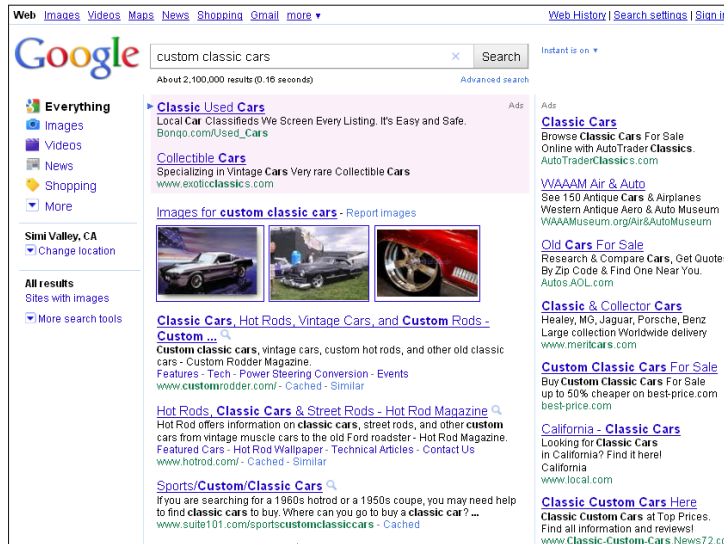 Web Images Videos Maps News Shopping Gmail more ▼
Web History | Search settings | Sign in
Google
custom classic cars × Search
Instant is on ▼
About 2,100,000 results (0.16 seconds) Advanced search
Everything
Images
Videos
News
Shopping
More
Simi Valley, CA
Change location
All results
Sites with images
More search tools
Classic Used Cars
Ads
Local Car Classifieds We Screen Every Listing. It's Easy and Safe.
Bongo.com/Used_Cars
Collectible Cars
Specializing in Vintage Cars Very rare Collectible Cars
www.exoticclassics.com
Images for custom classic cars - Report images
Classic Cars, Hot Rods, Vintage Cars, and Custom Rods -
Custom ...
Custom classic cars, vintage cars, custom hot rods, and other old classic
cars - Custom Rodder Magazine.
Features - Tech - Power Steering Conversion - Events
www.customrodder.com/ - Cached - Similar
Hot Rods, Classic Cars & Street Rods - Hot Rod Magazine
Hot Rod offers information on classic cars, street rods, and other custom
cars from vintage muscle cars to the old Ford roadster - Hot Rod Magazine.
Featured Cars - Hot Rod Wallpaper - Technical Articles - Contact Us
www.hotrod.com/ - Cached - Similar
Sports/Custom/Classic Cars
If you are searching for a 1960s hotrod or a 1950s coupe, you may need help
to find classic cars to buy. Where can you go to buy a classic car? ...
www.suite101.com/sportscustomclassiccars - Cached
Ads
Classic Cars
Browse Classic Cars For Sale
Online with AutoTrader Classics.
AutoTraderClassics.com
WAAAM Air & Auto
See 150 Antique Cars & Airplanes
Western Antique Aero & Auto Museum
WAAAMuseum.org/Air&AutoMuseum
Old Cars For Sale
Research & Compare Cars, Get Quotes
By Zip Code & Find One Near You.
Autos.AOL.com
Classic & Collector Cars
Healey, MG, Jaguar, Porsche, Benz
Large collection Worldwide delivery
www.meritcars.com
Custom Classic Cars For Sale
Buy Custom Classic Cars For Sale
up to 50% cheaper on best-price.com
best-price.com
California - Classic Cars
Looking for Classic Cars
in California? Find it here!
California
www.local.com
Classic Custom Cars Here
Classic Custom Cars at Top Prices.
Find all information and reviews!
www.Classic-Custom-Cars.News72.co